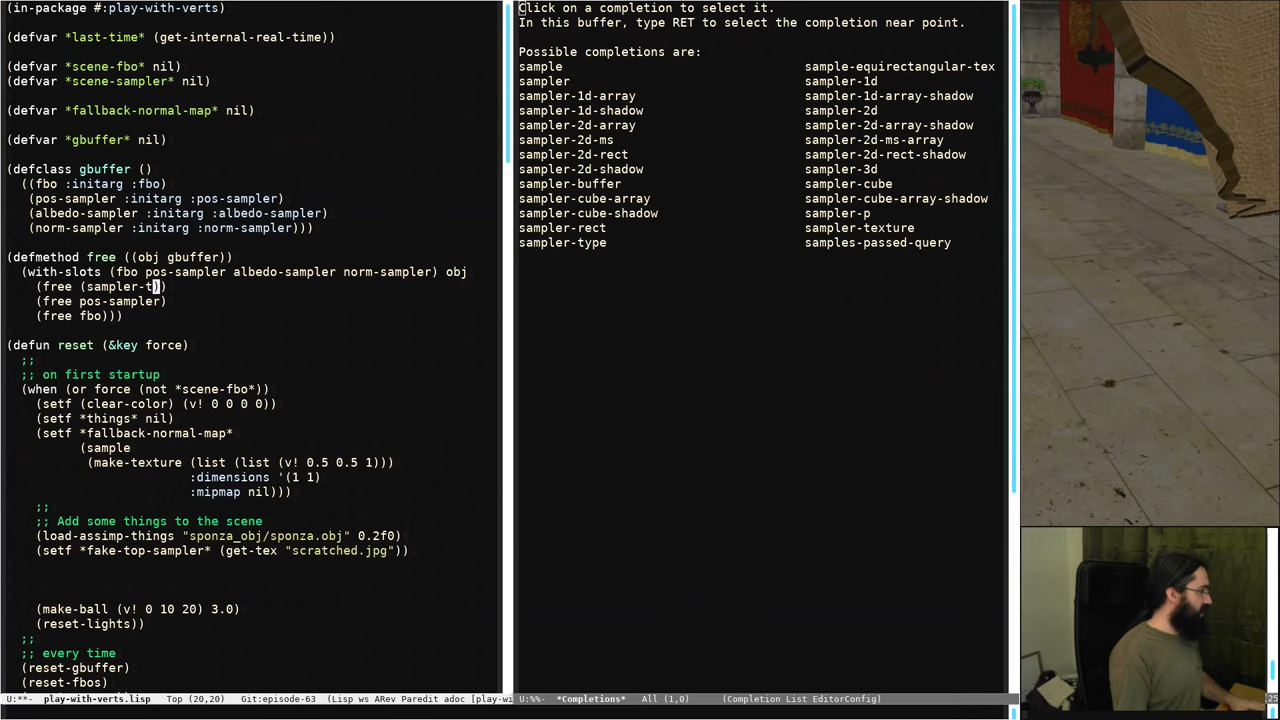 (in-package #:play-with-verts)
(defvar *last-time* (get-internal-real-time))
(defvar *scene-fbo* nil)
(defvar *scene-sampler* nil)
(defvar *fallback-normal-map* nil)
(defvar *gbuffer* nil)
(defclass gbuffer ()
((fbo :initarg :fbo)
(pos-sampler :initarg :pos-sampler)
(albedo-sampler :initarg :albedo-sampler)
(norm-sampler :initarg :norm-sampler)))
(defmethod free ((obj gbuffer))
(with-slots (fbo pos-sampler albedo-sampler norm-sampler) obj
(free (sampler-t))
(free pos-sampler)
(free fbo)))
(defun reset (&key force)
;;
;; on first startup
(when (or force (not *scene-fbo*))
(setf (clear-color) (v! 0 0 0 0))
(setf *things* nil)
(setf *fallback-normal-map*
(sample
(make-texture (list (list (v! 0.5 0.5 1)))
:dimensions '(1 1)
:mipmap nil)))
;;
;; Add some things to the scene
(load-assimp-things "sponza_obj/sponza.obj" 0.2f0)
(setf *fake-top-sampler* (get-tex "scratched.jpg"))
(make-ball (v! 0 10 20) 3.0)
(reset-lights))
;;
;; every time
(reset-gbuffer)
(reset-fbos)
U:**-  play-with-verts.lisp   Top (20,20)   Git:episode-63  (Lisp ws ARev Paredit adoc [play-wi
Click on a completion to select it.
In this buffer, type RET to select the completion near point.
Possible completions are:
sample sample-equirectangular-tex
sampler sampler-1d
sampler-1d-array sampler-1d-array-shadow
sampler-1d-shadow sampler-2d
sampler-2d-array sampler-2d-array-shadow
sampler-2d-ms sampler-2d-ms-array
sampler-2d-rect sampler-2d-rect-shadow
sampler-2d-shadow sampler-3d
sampler-buffer sampler-cube
sampler-cube-array sampler-cube-array-shadow
sampler-cube-shadow sampler-p
sampler-rect sampler-texture
sampler-type samples-passed-query
U:%%-  *Completions*   All (1,0)   (Completion List EditorConfig)